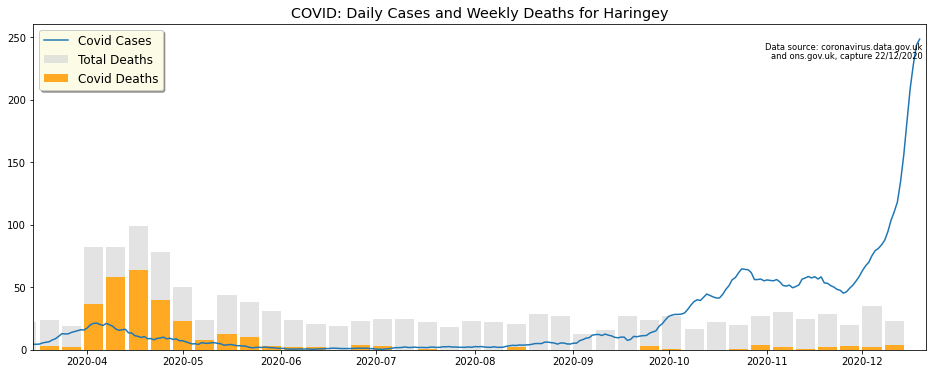 COVID: Daily Cases and Weekly Deaths for Haringey
Covid Cases
Total Deaths
Covid Deaths
Data source: coronavirus.data.gov.uk
and ons.gov.uk, capture 22/12/2020
250
200
150
100
50
0
2020-04 2020-05 2020-06 2020-07 2020-08 2020-09 2020-10 2020-11 2020-12